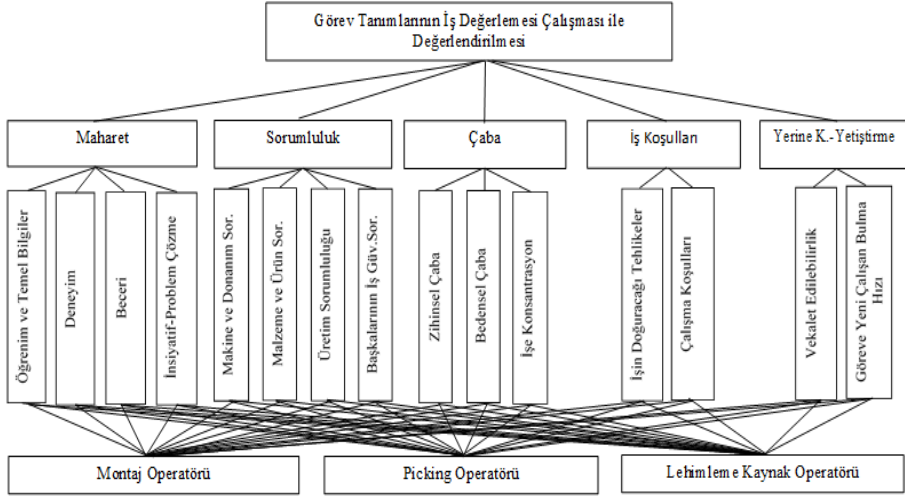 Görev Tanımlarının İş Değerlemesi Çalışması ile
Değerlendirilmesi
Maharet
Sorumluluk
Çaba
İş Koşulları
Yerine K.-Yetiştirme
Öğrenim ve Temel Bilgiler
Deneyim
Beceri
İnsiyatif-Problem Çözme
Makine ve Donanım Sor.
Malzeme ve Ürün Sor.
Üretim Sorumluluğu
Başkalarının İş Güv.Sor.
Zihinsel Çaba
Bedensel Çaba
İşe Konsantrasyon
İşin Doğuracağı Tehlikeler
Çalışma Koşulları
Vekalet Edilebilirlik
Göreve Yeni Çalışan Bulma
Hızı
Montaj Operatörü
Picking Operatörü
Lehimleme Kaynak Operatörü